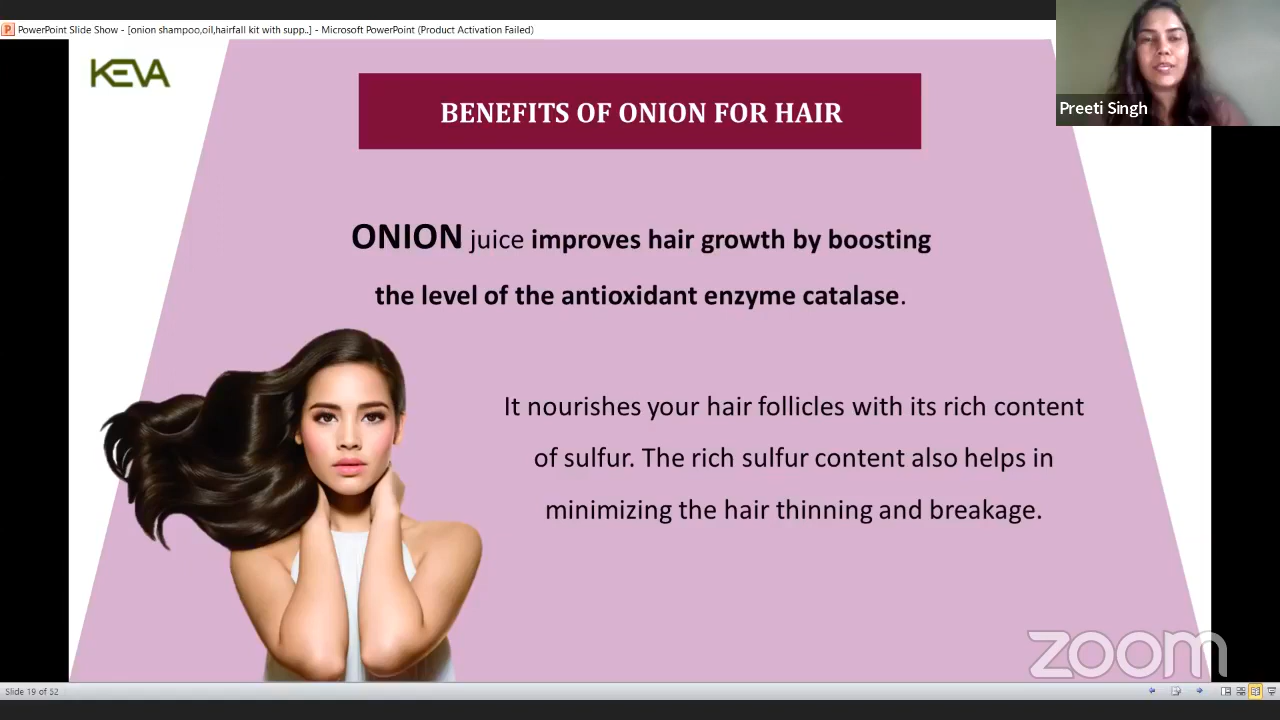 PowerPoint Slide Show - [onion shampoo,oil,hairfall kit with supp..] - Microsoft PowerPoint (Product Activation Failed)
KEVA
BENEFITS OF ONION FOR HAIR
Preeti Singh
ONION juice improves hair growth by boosting
the level of the antioxidant enzyme catalase.
It nourishes your hair follicles with its rich content
of sulfur. The rich sulfur content also helps in
minimizing the hair thinning and breakage.
zoom
Slide 19 of 52